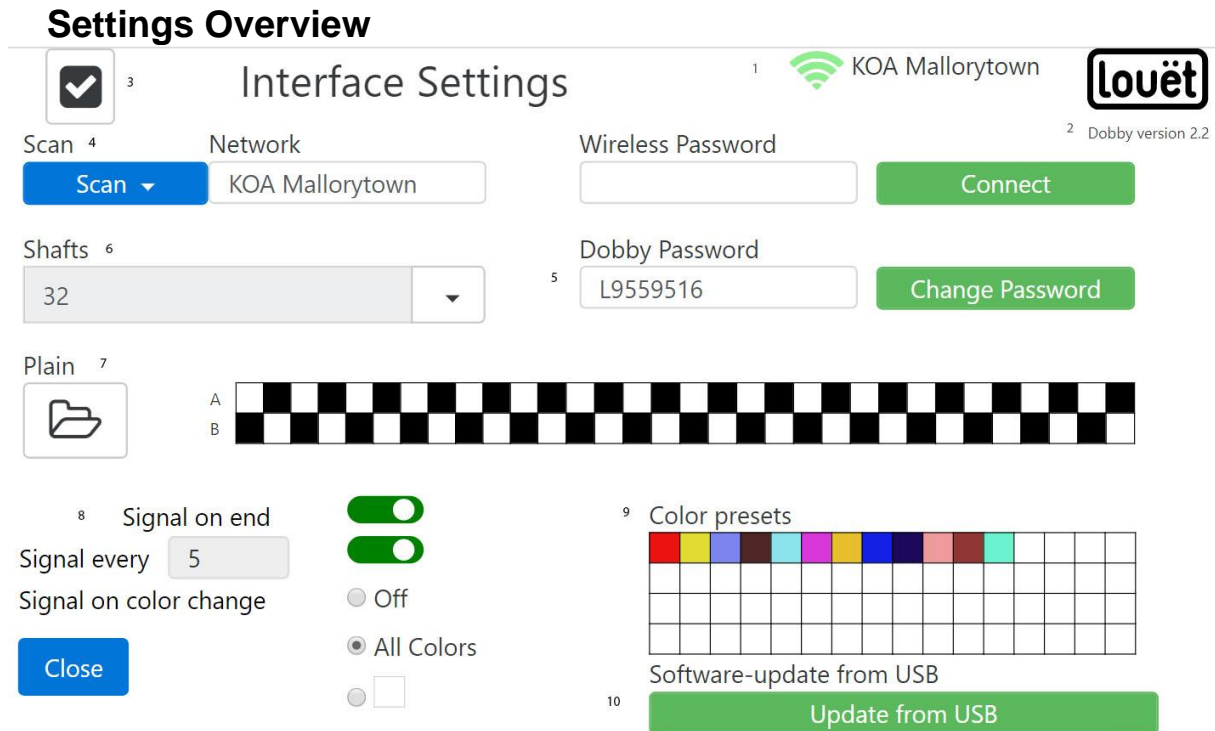 Settings Overview
3 Interface Settings 1 KOA Mallorytown louët
2 Dobby version 2.2
Scan 4 Network Wireless Password
Scan KOA Mallorytown Connect
Shafts 6 Dobby Password
32 5 L9559516 Change Password
Plain 7
A
B
8 Signal on end 9 Color presets
Signal every 5
Signal on color change Off
Close All Colors
Software-update from USB
10 Update from USB